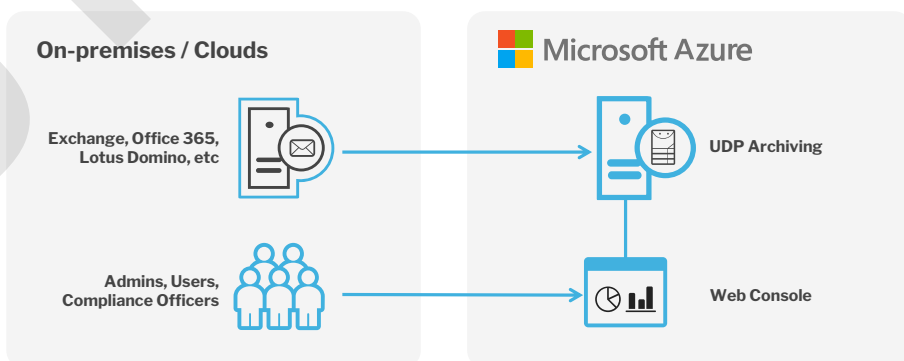 On-premises / Clouds
Microsoft Azure
Exchange, Office 365,
Lotus Domino, etc
UDP Archiving
Admins, Users,
Compliance Officers
Web Console